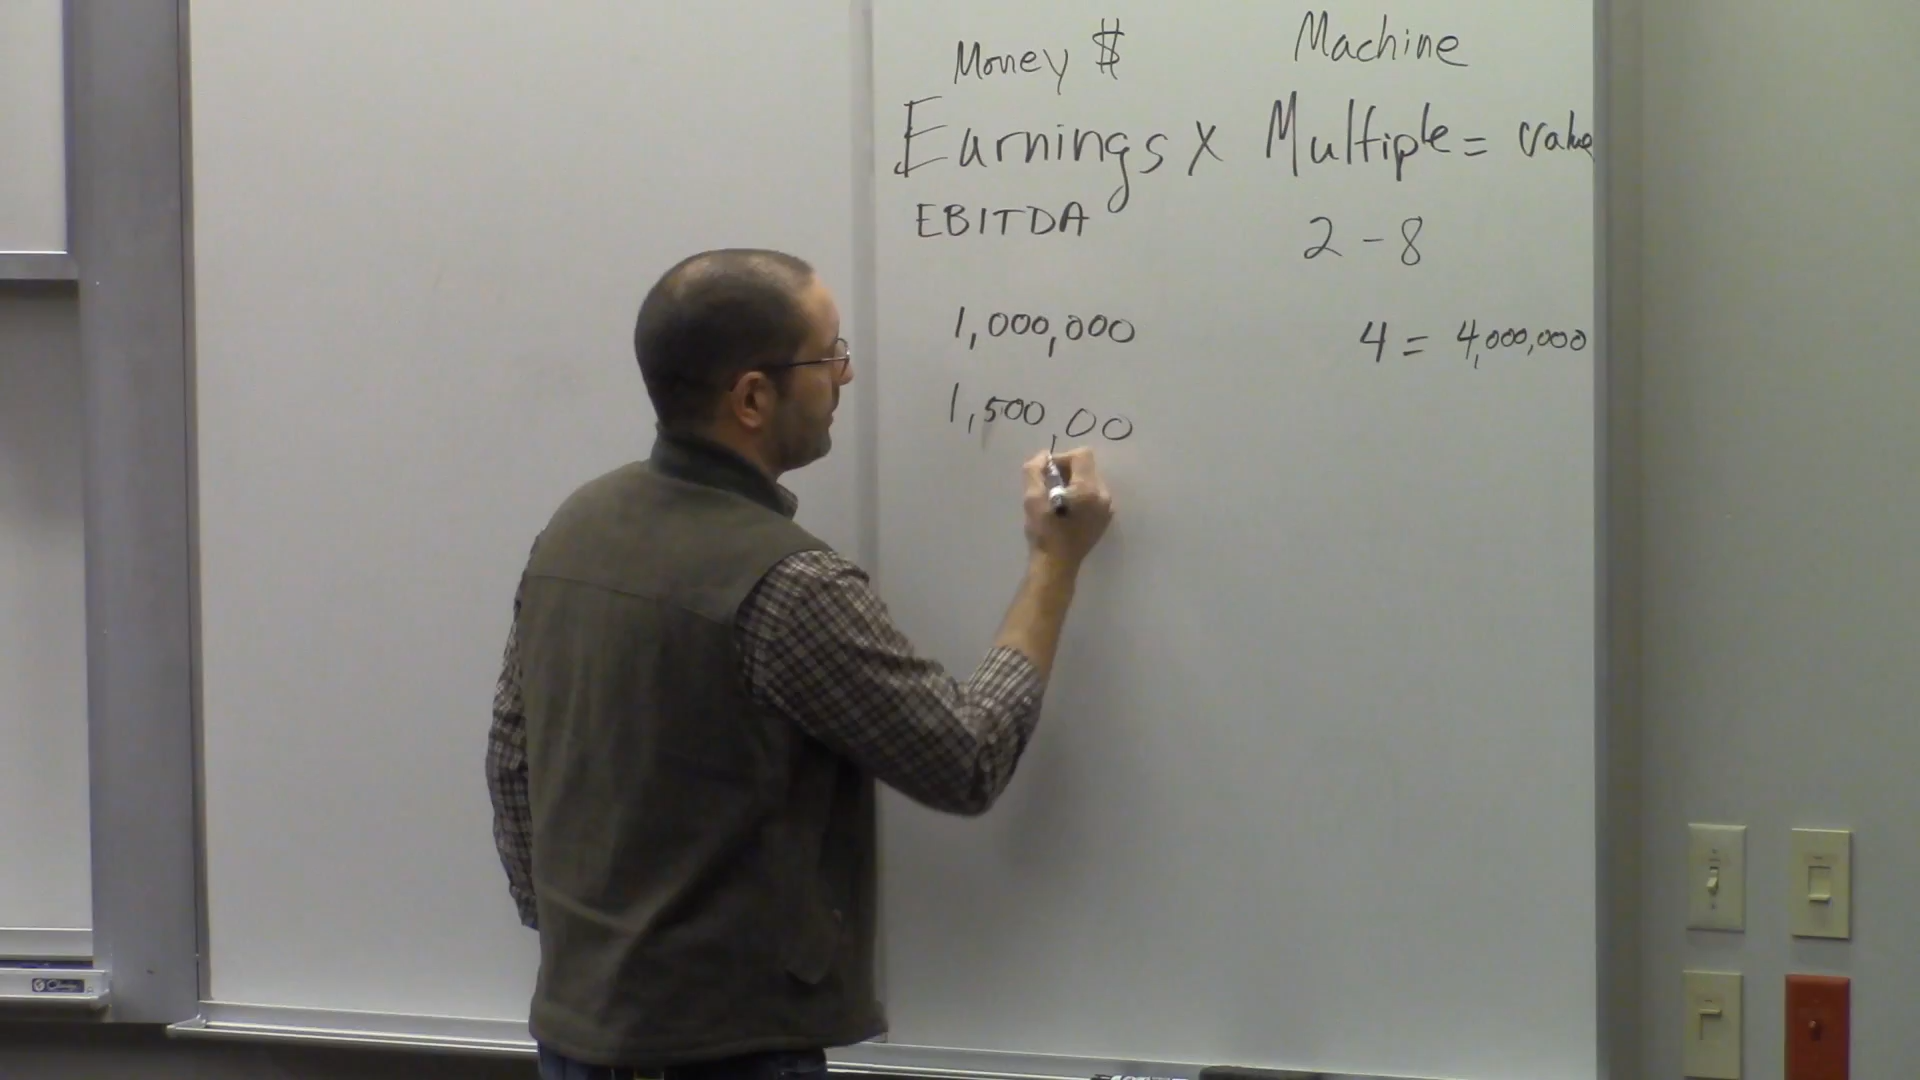 Money $ Machine
Earnings x Multiple = Value
EBITDA 2 - 8
1,000,000 4 = 4,000,000
1,500,00